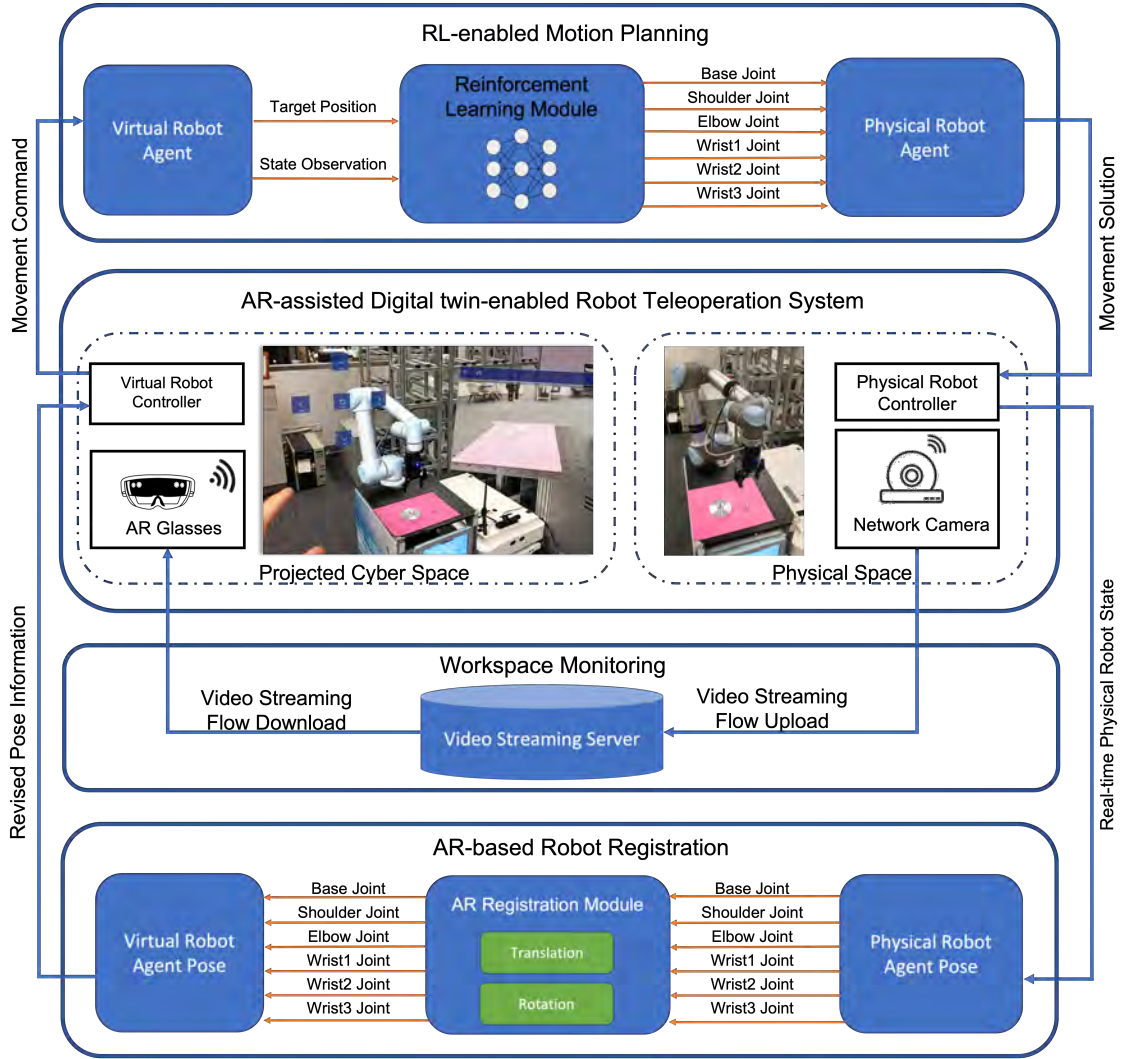 RL-enabled Motion Planning
Virtual Robot
Agent
Target Position
State Observation
Reinforcement
Learning Module
Base Joint
Shoulder Joint
Elbow Joint
Wrist1 Joint
Wrist2 Joint
Wrist3 Joint
Physical Robot
Agent
Movement Command
Movement Solution
AR-assisted Digital twin-enabled Robot Teleoperation System
Virtual Robot
Controller
AR Glasses
Projected Cyber Space
Physical Robot
Controller
Network Camera
Physical Space
Revised Pose Information
Real-time Physical Robot State
Workspace Monitoring
Video Streaming
Flow Download
Video Streaming Server
Video Streaming
Flow Upload
AR-based Robot Registration
Virtual Robot
Agent Pose
Base Joint
Shoulder Joint
Elbow Joint
Wrist1 Joint
Wrist2 Joint
Wrist3 Joint
AR Registration Module
Translation
Rotation
Base Joint
Shoulder Joint
Elbow Joint
Wrist1 Joint
Wrist2 Joint
Wrist3 Joint
Physical Robot
Agent Pose